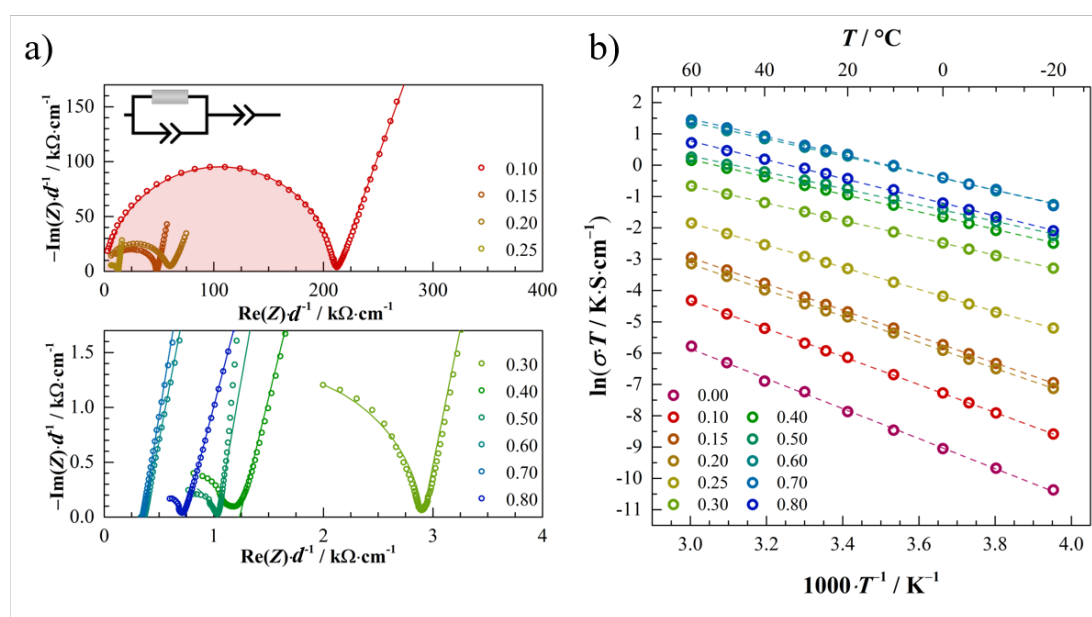 a)
−Im(Z)·d⁻¹ / kΩ·cm⁻¹
150
100
50
0
0.10
0.15
0.20
0.25
0 100 200 300 400
Re(Z)·d⁻¹ / kΩ·cm⁻¹
−Im(Z)·d⁻¹ / kΩ·cm⁻¹
1.5
1.0
0.5
0.0
0.30
0.40
0.50
0.60
0.70
0.80
0 1 2 3 4
Re(Z)·d⁻¹ / kΩ·cm⁻¹
b)
T / °C
60 40 20 0 -20
ln(σ·T / K·S·cm⁻¹)
2
1
0
-1
-2
-3
-4
-5
-6
-7
-8
-9
-10
-11
0.00
0.10 0.40
0.15 0.50
0.20 0.60
0.25 0.70
0.30 0.80
3.0 3.2 3.4 3.6 3.8 4.0
1000·T⁻¹ / K⁻¹